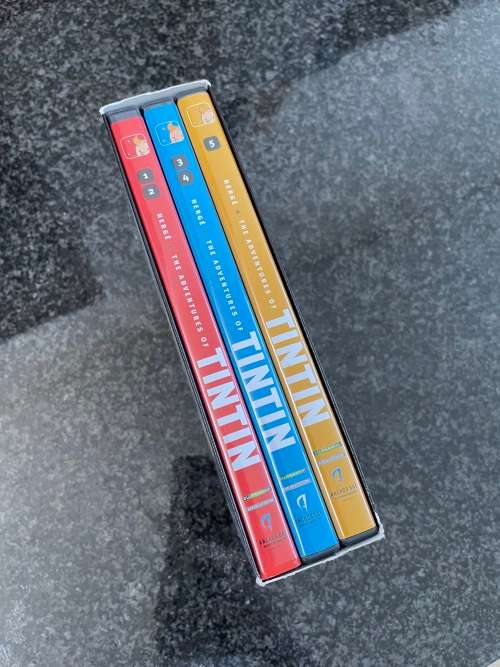 1
2
HERGÉ THE ADVENTURES OF TINTIN
3
4
HERGÉ THE ADVENTURES OF TINTIN
5
HERGÉ THE ADVENTURES OF TINTIN